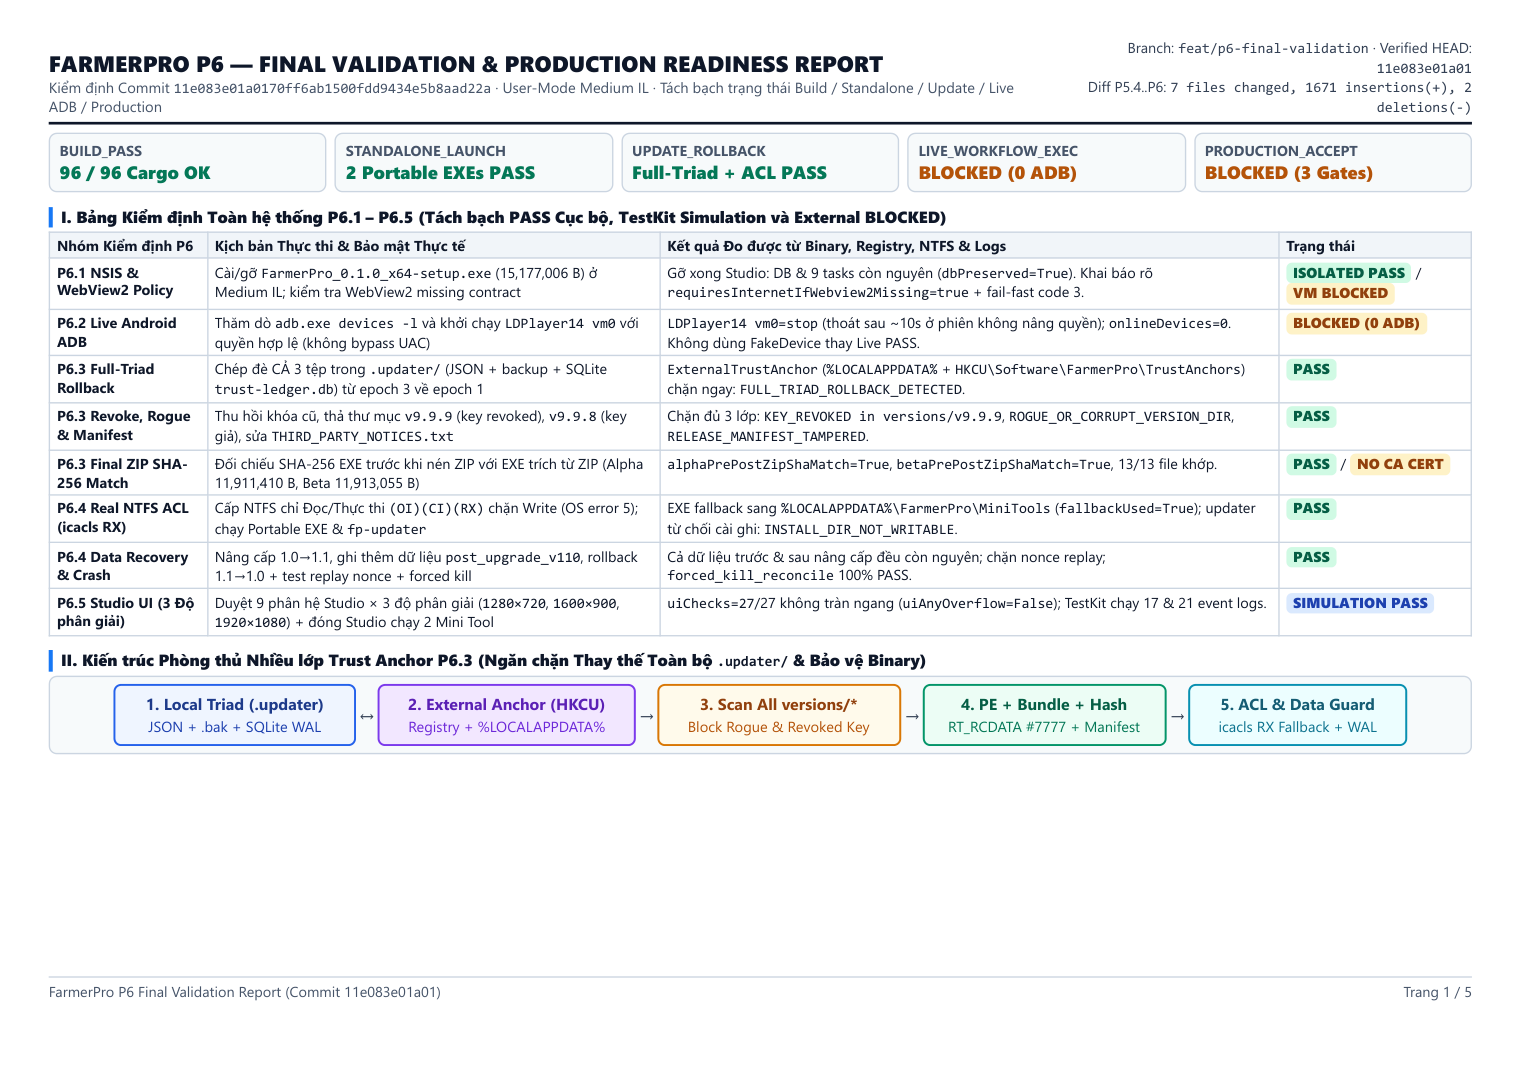 FARMERPRO P6 — FINAL VALIDATION & PRODUCTION READINESS REPORT
Kiểm định Commit 11e083e01a0170ff6ab1500fdd9434e5b8aad22a · User-Mode Medium IL · Tách bạch trạng thái Build / Standalone / Update / Live
ADB / Production
Branch: feat/p6-final-validation · Verified HEAD:
11e083e01a01
Diff P5.4..P6: 7 files changed, 1671 insertions(+), 2
deletions(-)
BUILD_PASS
96 / 96 Cargo OK
STANDALONE_LAUNCH
2 Portable EXEs PASS
UPDATE_ROLLBACK
Full-Triad + ACL PASS
LIVE_WORKFLOW_EXEC
BLOCKED (0 ADB)
PRODUCTION_ACCEPT
BLOCKED (3 Gates)
I. Bảng Kiểm định Toàn hệ thống P6.1 – P6.5 (Tách bạch PASS Cục bộ, TestKit Simulation và External BLOCKED)
Nhóm Kiểm định P6
Kịch bản Thực thi & Bảo mật Thực tế
Kết quả Đo được từ Binary, Registry, NTFS & Logs
Trạng thái
P6.1 NSIS &
WebView2 Policy
Cài/gỡ FarmerPro_0.1.0_x64-setup.exe (15,177,006 B) ở
Medium IL; kiểm tra WebView2 missing contract
Gỡ xong Studio: DB & 9 tasks còn nguyên (dbPreserved=True). Khai báo rõ
requiresInternetIfWebview2Missing=true + fail-fast code 3.
ISOLATED PASS /
VM BLOCKED
P6.2 Live Android
ADB
Thăm dò adb.exe devices -l và khởi chạy LDPlayer14 vm0 với
quyền hợp lệ (không bypass UAC)
LDPlayer14 vm0=stop (thoát sau ~10s ở phiên không nâng quyền); onlineDevices=0.
Không dùng FakeDevice thay Live PASS.
BLOCKED (0 ADB)
P6.3 Full-Triad
Rollback
Chép đè CẢ 3 tệp trong .updater/ (JSON + backup + SQLite
trust-ledger.db) từ epoch 3 về epoch 1
ExternalTrustAnchor (%LOCALAPPDATA% + HKCU\Software\FarmerPro\TrustAnchors)
chặn ngay: FULL_TRIAD_ROLLBACK_DETECTED.
PASS
P6.3 Revoke, Rogue
& Manifest
Thu hồi khóa cũ, thả thư mục v9.9.9 (key revoked), v9.9.8 (key
giả), sửa THIRD_PARTY_NOTICES.txt
Chặn đủ 3 lớp: KEY_REVOKED in versions/v9.9.9, ROGUE_OR_CORRUPT_VERSION_DIR,
RELEASE_MANIFEST_TAMPERED.
PASS
P6.3 Final ZIP SHA-
256 Match
Đối chiếu SHA-256 EXE trước khi nén ZIP với EXE trích từ ZIP (Alpha
11,911,410 B, Beta 11,913,055 B)
alphaPrePostZipShaMatch=True, betaPrePostZipShaMatch=True, 13/13 file khớp.
PASS / NO CA CERT
P6.4 Real NTFS ACL
(icacls RX)
Cấp NTFS chỉ Đọc/Thực thi (OI)(CI)(RX) chặn Write (OS error 5);
chạy Portable EXE & fp-updater
EXE fallback sang %LOCALAPPDATA%\FarmerPro\MiniTools (fallbackUsed=True); updater
từ chối cài ghi: INSTALL_DIR_NOT_WRITABLE.
PASS
P6.4 Data Recovery
& Crash
Nâng cấp 1.0→1.1, ghi thêm dữ liệu post_upgrade_v110, rollback
1.1→1.0 + test replay nonce + forced kill
Cả dữ liệu trước & sau nâng cấp đều còn nguyên; chặn nonce replay;
forced_kill_reconcile 100% PASS.
PASS
P6.5 Studio UI (3 Độ
phân giải)
Duyệt 9 phân hệ Studio × 3 độ phân giải (1280×720, 1600×900,
1920×1080) + đóng Studio chạy 2 Mini Tool
uiChecks=27/27 không tràn ngang (uiAnyOverflow=False); TestKit chạy 17 & 21 event logs.
SIMULATION PASS
II. Kiến trúc Phòng thủ Nhiều lớp Trust Anchor P6.3 (Ngăn chặn Thay thế Toàn bộ .updater/ & Bảo vệ Binary)
1. Local Triad (.updater)
JSON + .bak + SQLite WAL
↔
2. External Anchor (HKCU)
Registry + %LOCALAPPDATA%
→
3. Scan All versions/*
Block Rogue & Revoked Key
→
4. PE + Bundle + Hash
RT_RCDATA #7777 + Manifest
→
5. ACL & Data Guard
icacls RX Fallback + WAL
FarmerPro P6 Final Validation Report (Commit 11e083e01a01)
Trang 1 / 5